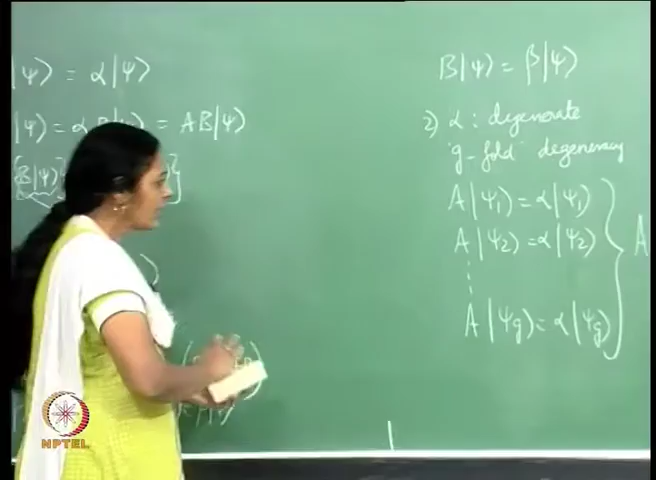 |ψ⟩ = α|ψ⟩
|ψ⟩ = α B|ψ⟩ = AB|ψ⟩
{B|ψ⟩ }
B|ψ⟩ = β|ψ⟩
2) α : degenerate
g-fold degeneracy
A|ψ₁⟩ = α|ψ₁⟩
A|ψ₂⟩ = α|ψ₂⟩
A
A|ψg⟩ = α|ψg⟩
NPTEL